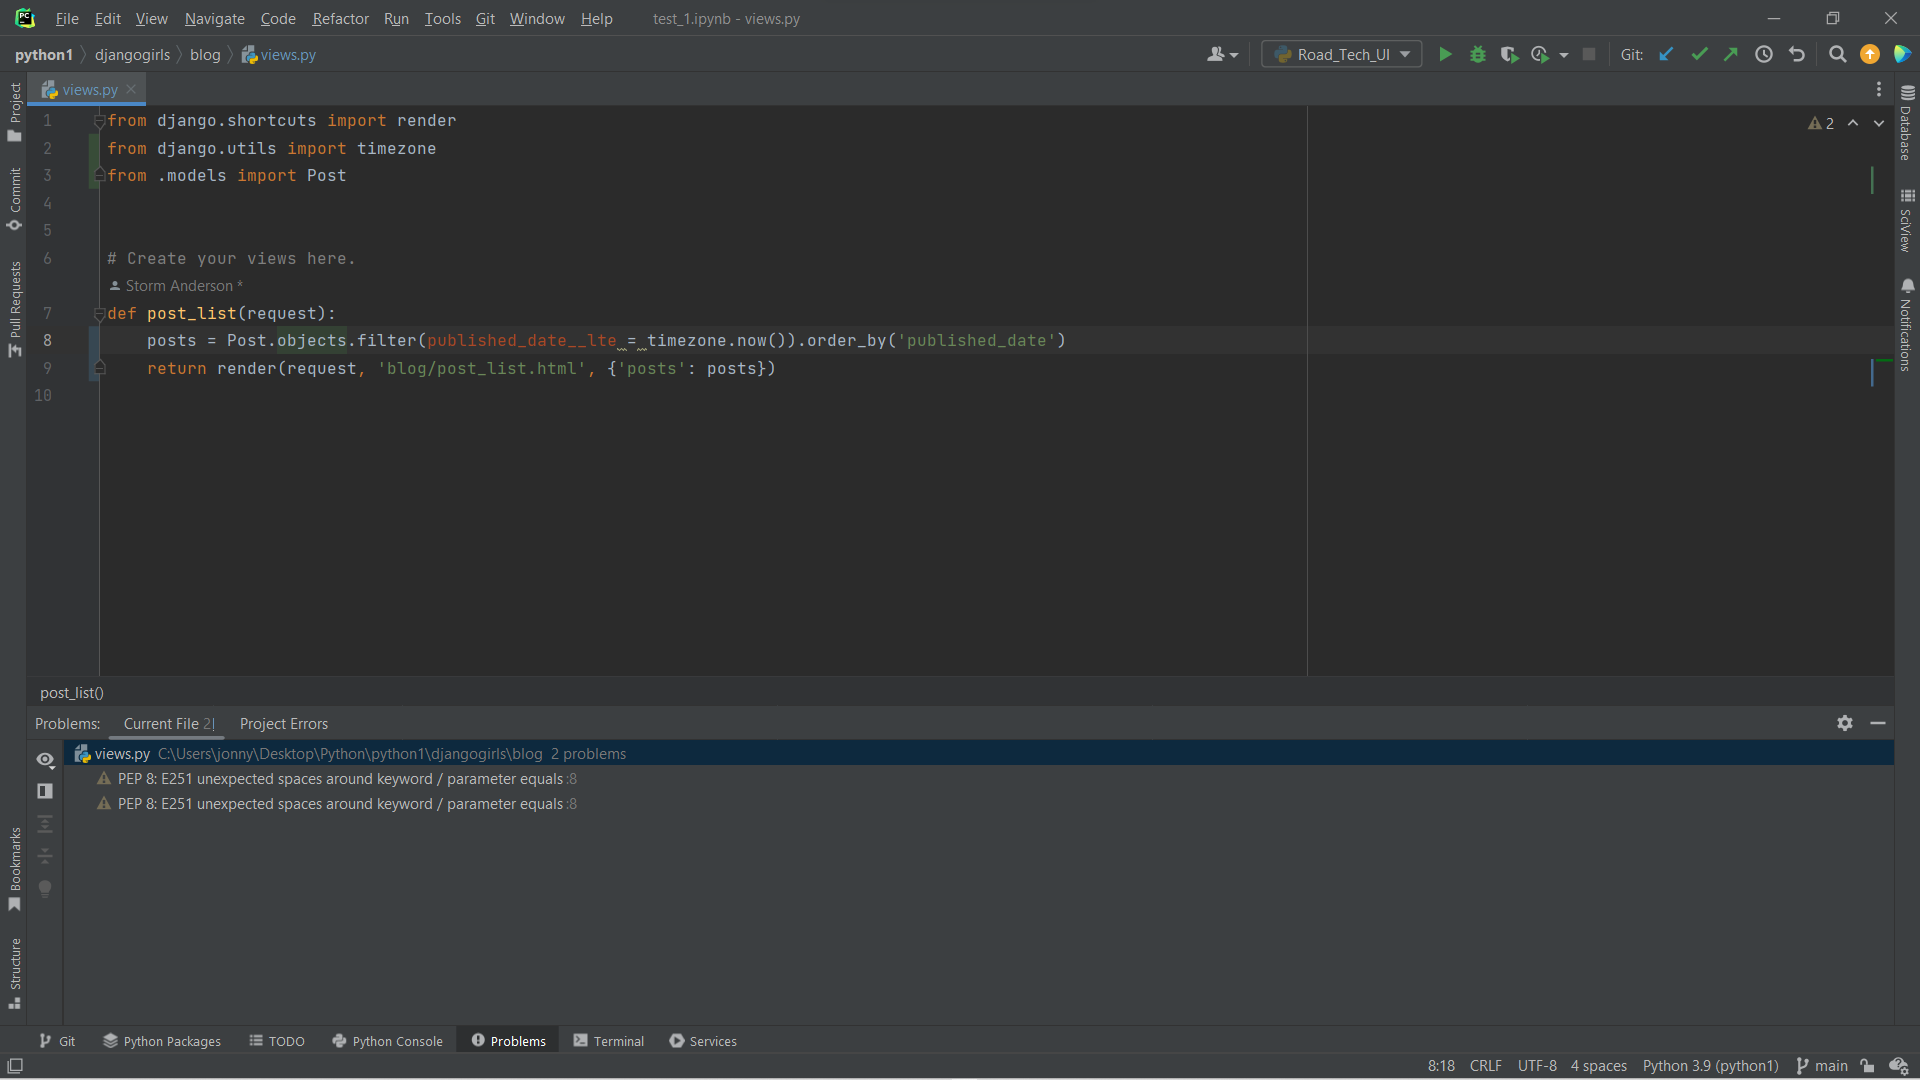 File Edit View Navigate Code Refactor Run Tools Git Window Help test_1.ipynb - views.py
python1 djangogirls blog views.py Road_Tech_UI Git:
views.py
2
1 from django.shortcuts import render
2 from django.utils import timezone
3 from .models import Post
4
5
6 # Create your views here.
Storm Anderson *
7 def post_list(request):
8 posts = Post.objects.filter(published_date__lte = timezone.now()).order_by('published_date')
9 return render(request, 'blog/post_list.html', {'posts': posts})
10
Project
Commit
Pull Requests
Bookmarks
Structure
Database
SciView
Notifications
post_list()
Problems: Current File 2 Project Errors
views.py C:\Users\jonny\Desktop\Python\python1\djangogirls\blog 2 problems
PEP 8: E251 unexpected spaces around keyword / parameter equals :8
PEP 8: E251 unexpected spaces around keyword / parameter equals :8
Git Python Packages TODO Python Console Problems Terminal Services
8:18 CRLF UTF-8 4 spaces Python 3.9 (python1) main